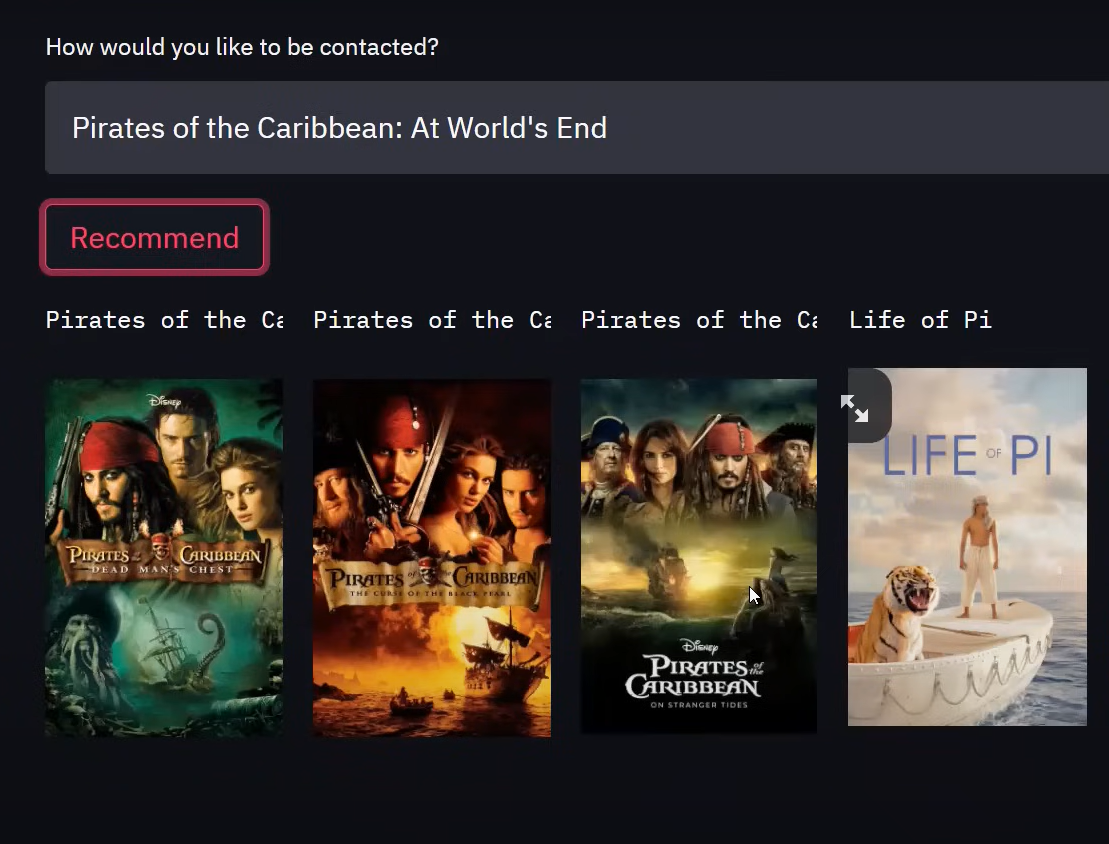 How would you like to be contacted?
Pirates of the Caribbean: At World's End
Recommend
Pirates of the Ca
Pirates of the Ca
Pirates of the Ca
Life of Pi
DISNEY
PIRATES of the CARIBBEAN
DEAD MAN'S CHEST
PIRATES of the CARIBBEAN
THE CURSE OF THE BLACK PEARL
DISNEY
PIRATES of the
CARIBBEAN
ON STRANGER TIDES
LIFE OF PI